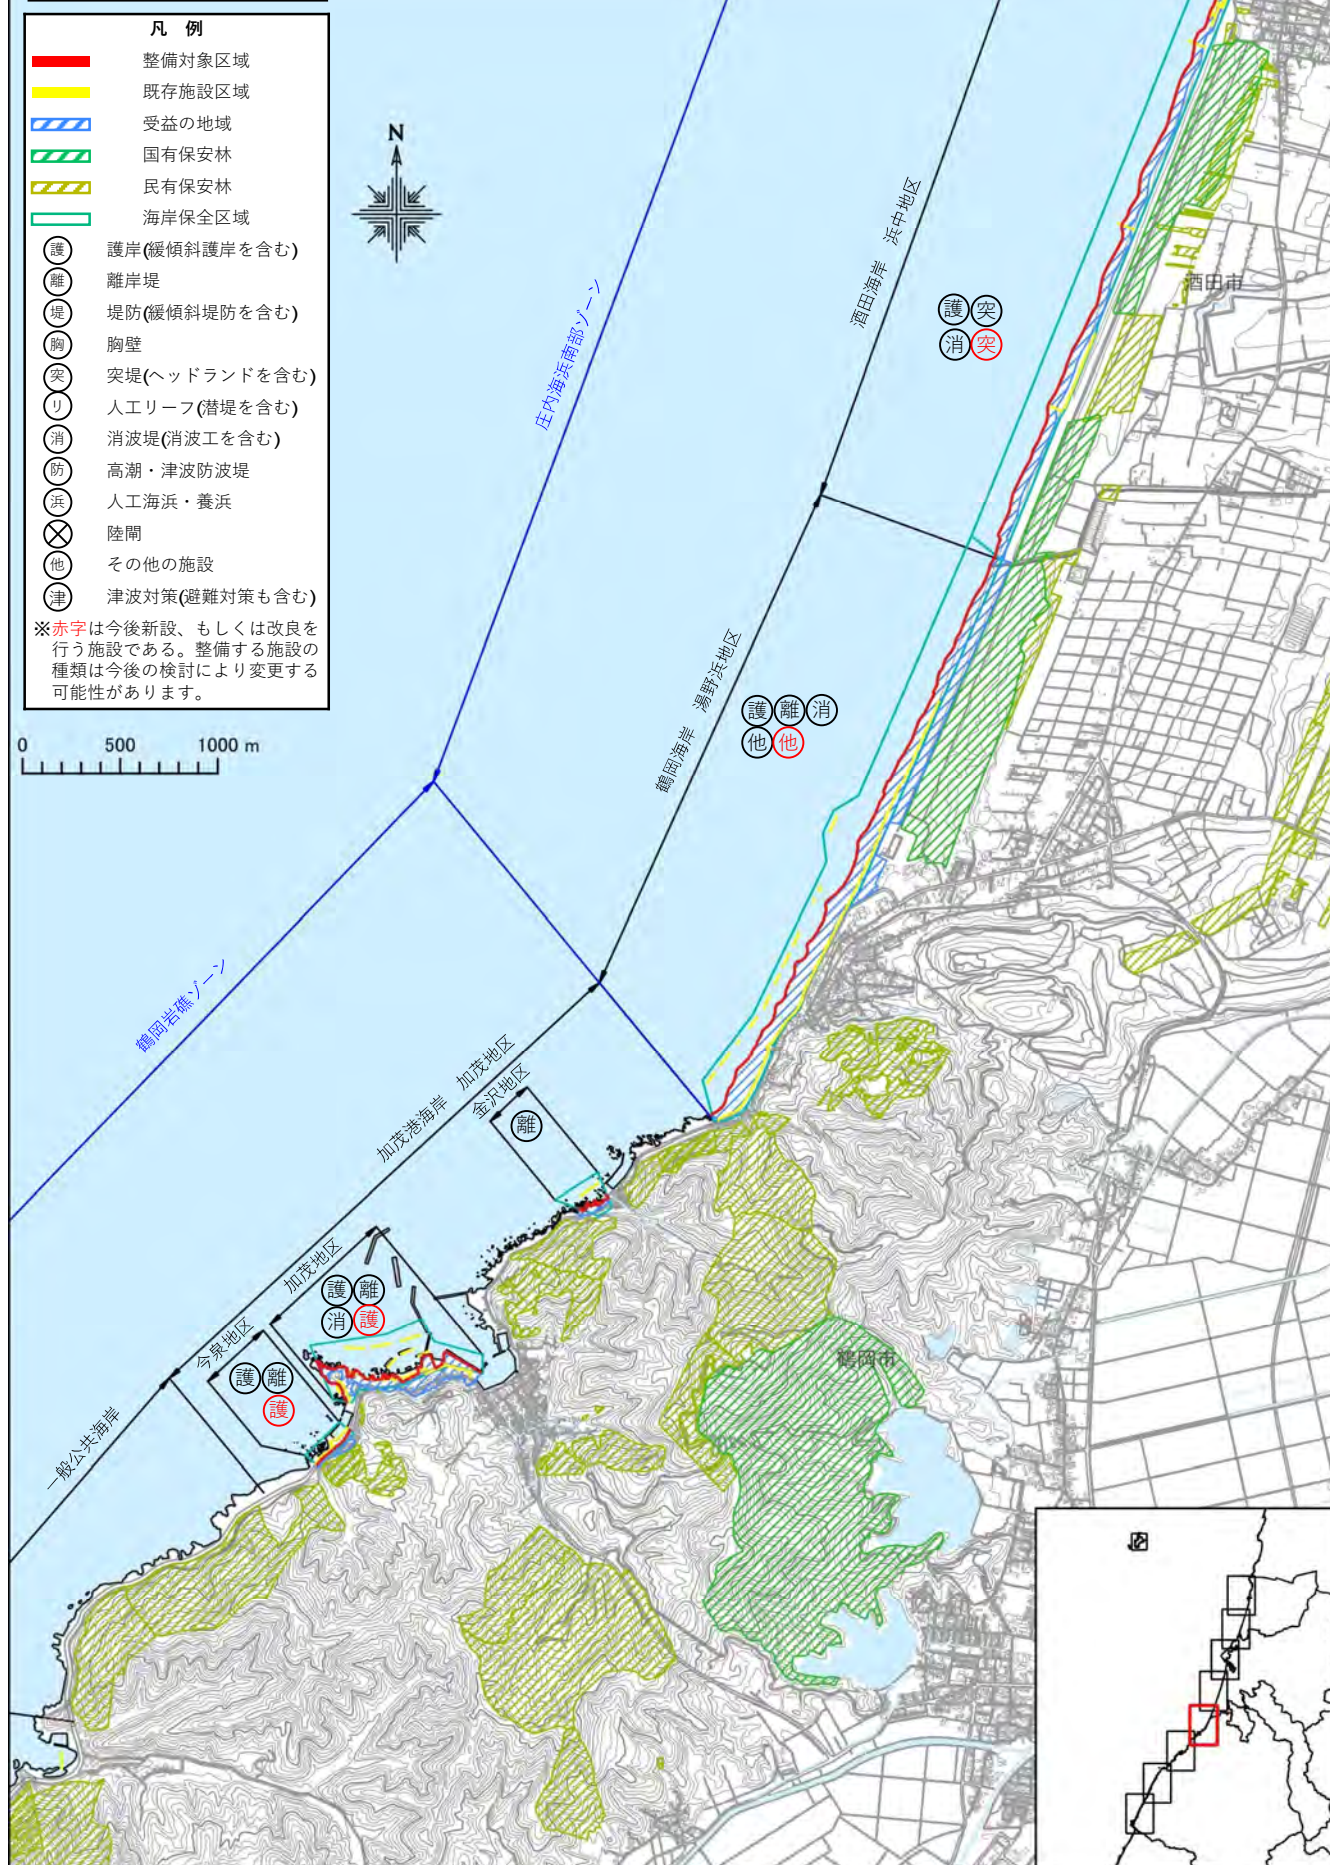 凡 例
整備対象区域
既存施設区域
受益の地域
国有保安林
民有保安林
海岸保全区域
護 護岸(緩傾斜護岸を含む)
離 離岸堤
堤 堤防(緩傾斜堤防を含む)
胸 胸壁
突 突堤(ヘッドランドを含む)
リ 人工リーフ(潜堤を含む)
消 消波堤(消波工を含む)
防 高潮・津波防波堤
浜 人工海浜・養浜
陸閘
他 その他の施設
津 津波対策(避難対策も含む)
※赤字は今後新設、もしくは改良を
行う施設である。整備する施設の
種類は今後の検討により変更する
可能性があります。
0 500 1000 m
N
庄内海浜南部ゾーン
酒田海岸 浜中地区
護 突
消 突
酒田市
鶴岡海岸 湯野浜地区
護 離 消
他 他
鶴岡岩礁ゾーン
加茂港海岸 加茂地区
金沢地区
離
加茂地区
護 離
消 護
今泉地区
護 離
護
一般公共海岸
鶴岡市